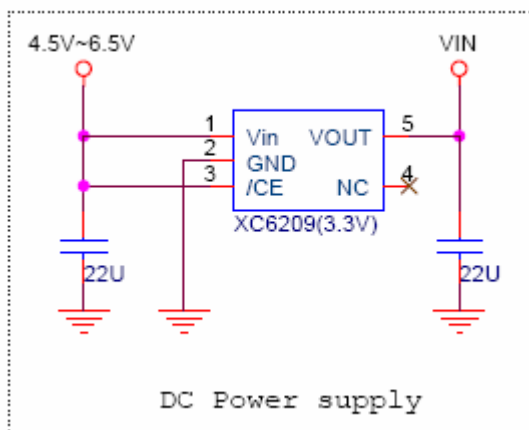 4.5V~6.5V VIN
1 Vin VOUT 5
2 GND
3 /CE NC 4
XC6209(3.3V)
22U 22U
DC Power supply